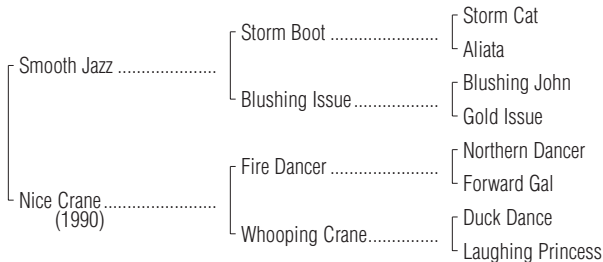 Storm Cat
Storm Boot ......................
Aliata
Smooth Jazz ....................
Blushing John
Blushing Issue ...................
Gold Issue
Northern Dancer
Fire Dancer ......................
Forward Gal
Nice Crane .......................
(1990)
Duck Dance
Whooping Crane ...............
Laughing Princess